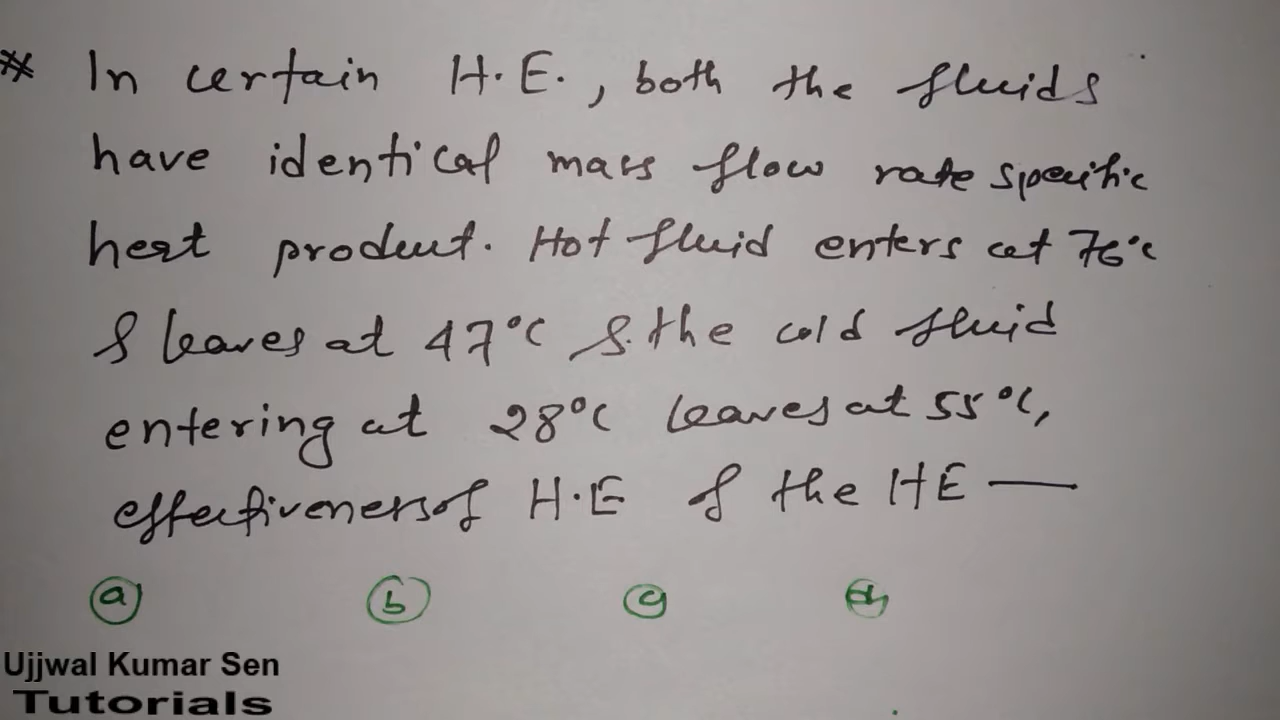 * In certain H.E., both the fluids
have identical mass flow rate specific
heat product. Hot fluid enters at 76°C
& leaves at 47°C & the cold fluid
entering at 28°C leaves at 55°C,
effectiveness of H.E of the HE —
(a) (b) (c) (d)
Ujjwal Kumar Sen
Tutorials